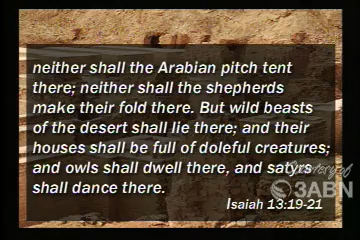 neither shall the Arabian pitch tent
there; neither shall the shepherds
make their fold there. But wild beasts
of the desert shall lie there; and their
houses shall be full of doleful creatures;
and owls shall dwell there, and satyrs
shall dance there.
Isaiah 13:19-21
Courtesy of
3ABN